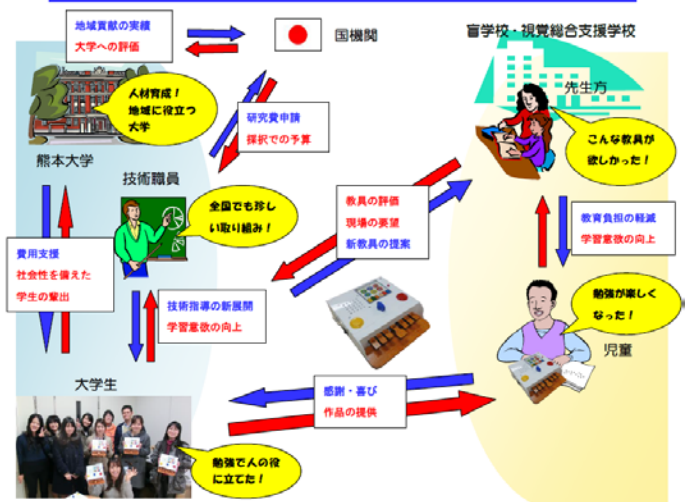 地域貢献の実績
大学への評価
国機関
盲学校・視覚総合支援学校
先生方
人材育成！
地域に役立つ
大学
研究費申請
採択での予算
こんな教具が
欲しかった！
熊本大学
技術職員
全国でも珍し
い取り組み！
教具の評価
現場の要望
新教具の提案
教育負担の軽減
学習意欲の向上
費用支援
社会性を備えた
学生の輩出
技術指導の新展開
学習意欲の向上
勉強が楽しく
なった！
児童
大学生
感謝・喜び
作品の提供
勉強で人の役
に立てた！